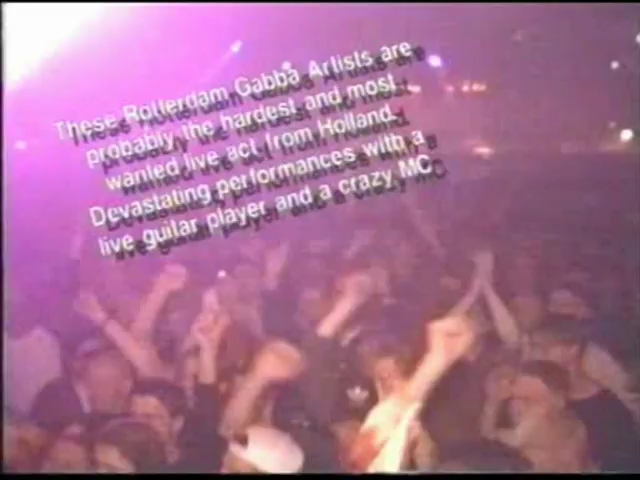 These Rotterdam Gabba Artists are
probably the hardest and most
wanted live act from Holland.
Devastating performances with a
live guitar player and a crazy MC